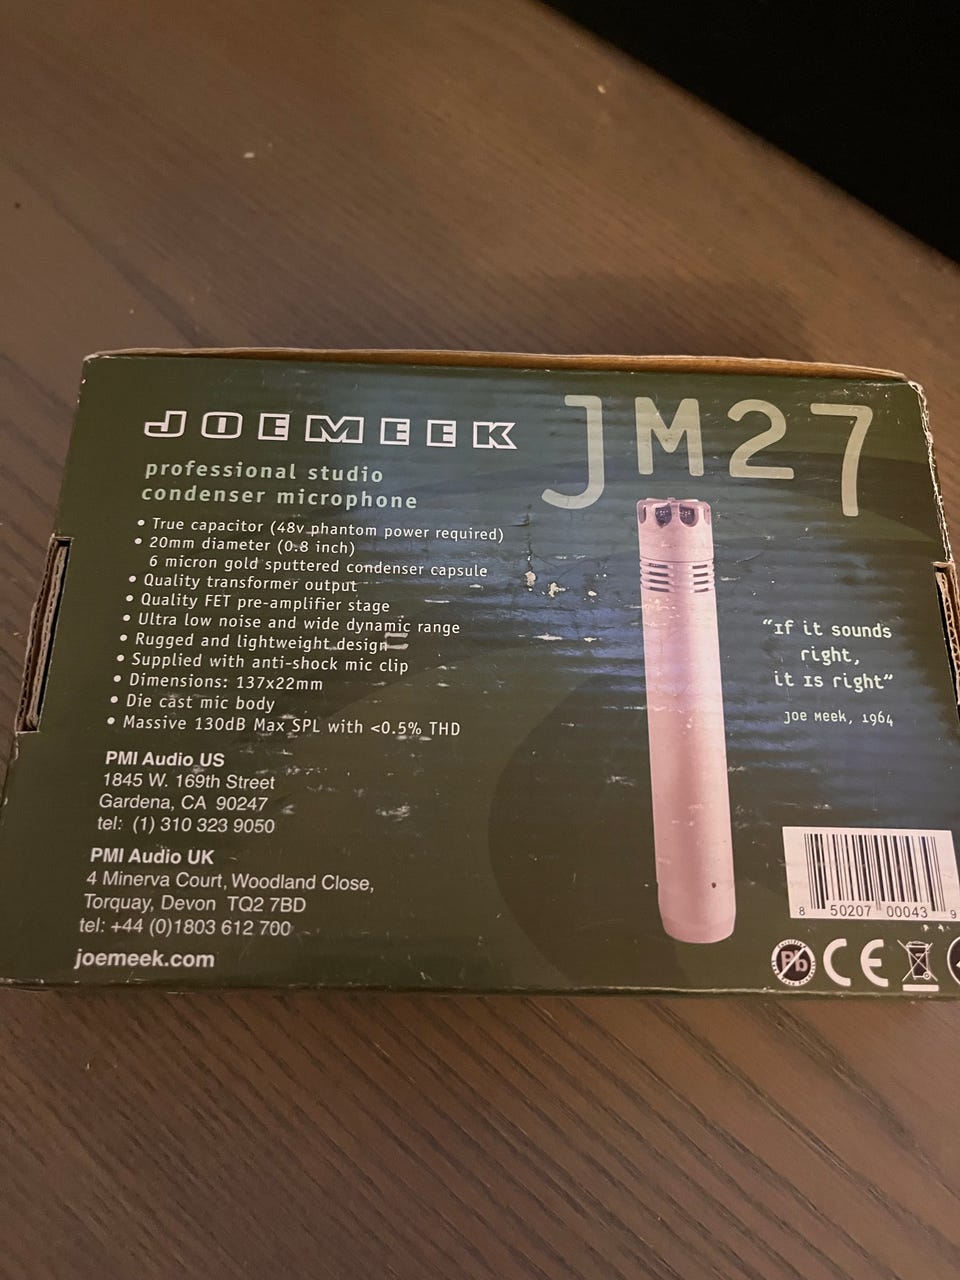 JOEMEEK
JM27
professional studio
condenser microphone
• True capacitor (48v phantom power required)
• 20mm diameter (0.8 inch)
6 micron gold sputtered condenser capsule
• Quality transformer output
• Quality FET pre-amplifier stage
• Ultra low noise and wide dynamic range
• Rugged and lightweight design
• Supplied with anti-shock mic clip
• Dimensions: 137x22mm
• Die cast mic body
• Massive 130dB Max SPL with <0.5% THD
PMI Audio US
1845 W. 169th Street
Gardena, CA 90247
tel: (1) 310 323 9050
PMI Audio UK
4 Minerva Court, Woodland Close,
Torquay, Devon TQ2 7BD
tel: +44 (0)1803 612 700
joemeek.com
"If it sounds
right,
it is right"
Joe Meek, 1964
8 50207 00043 9
Pb
CE